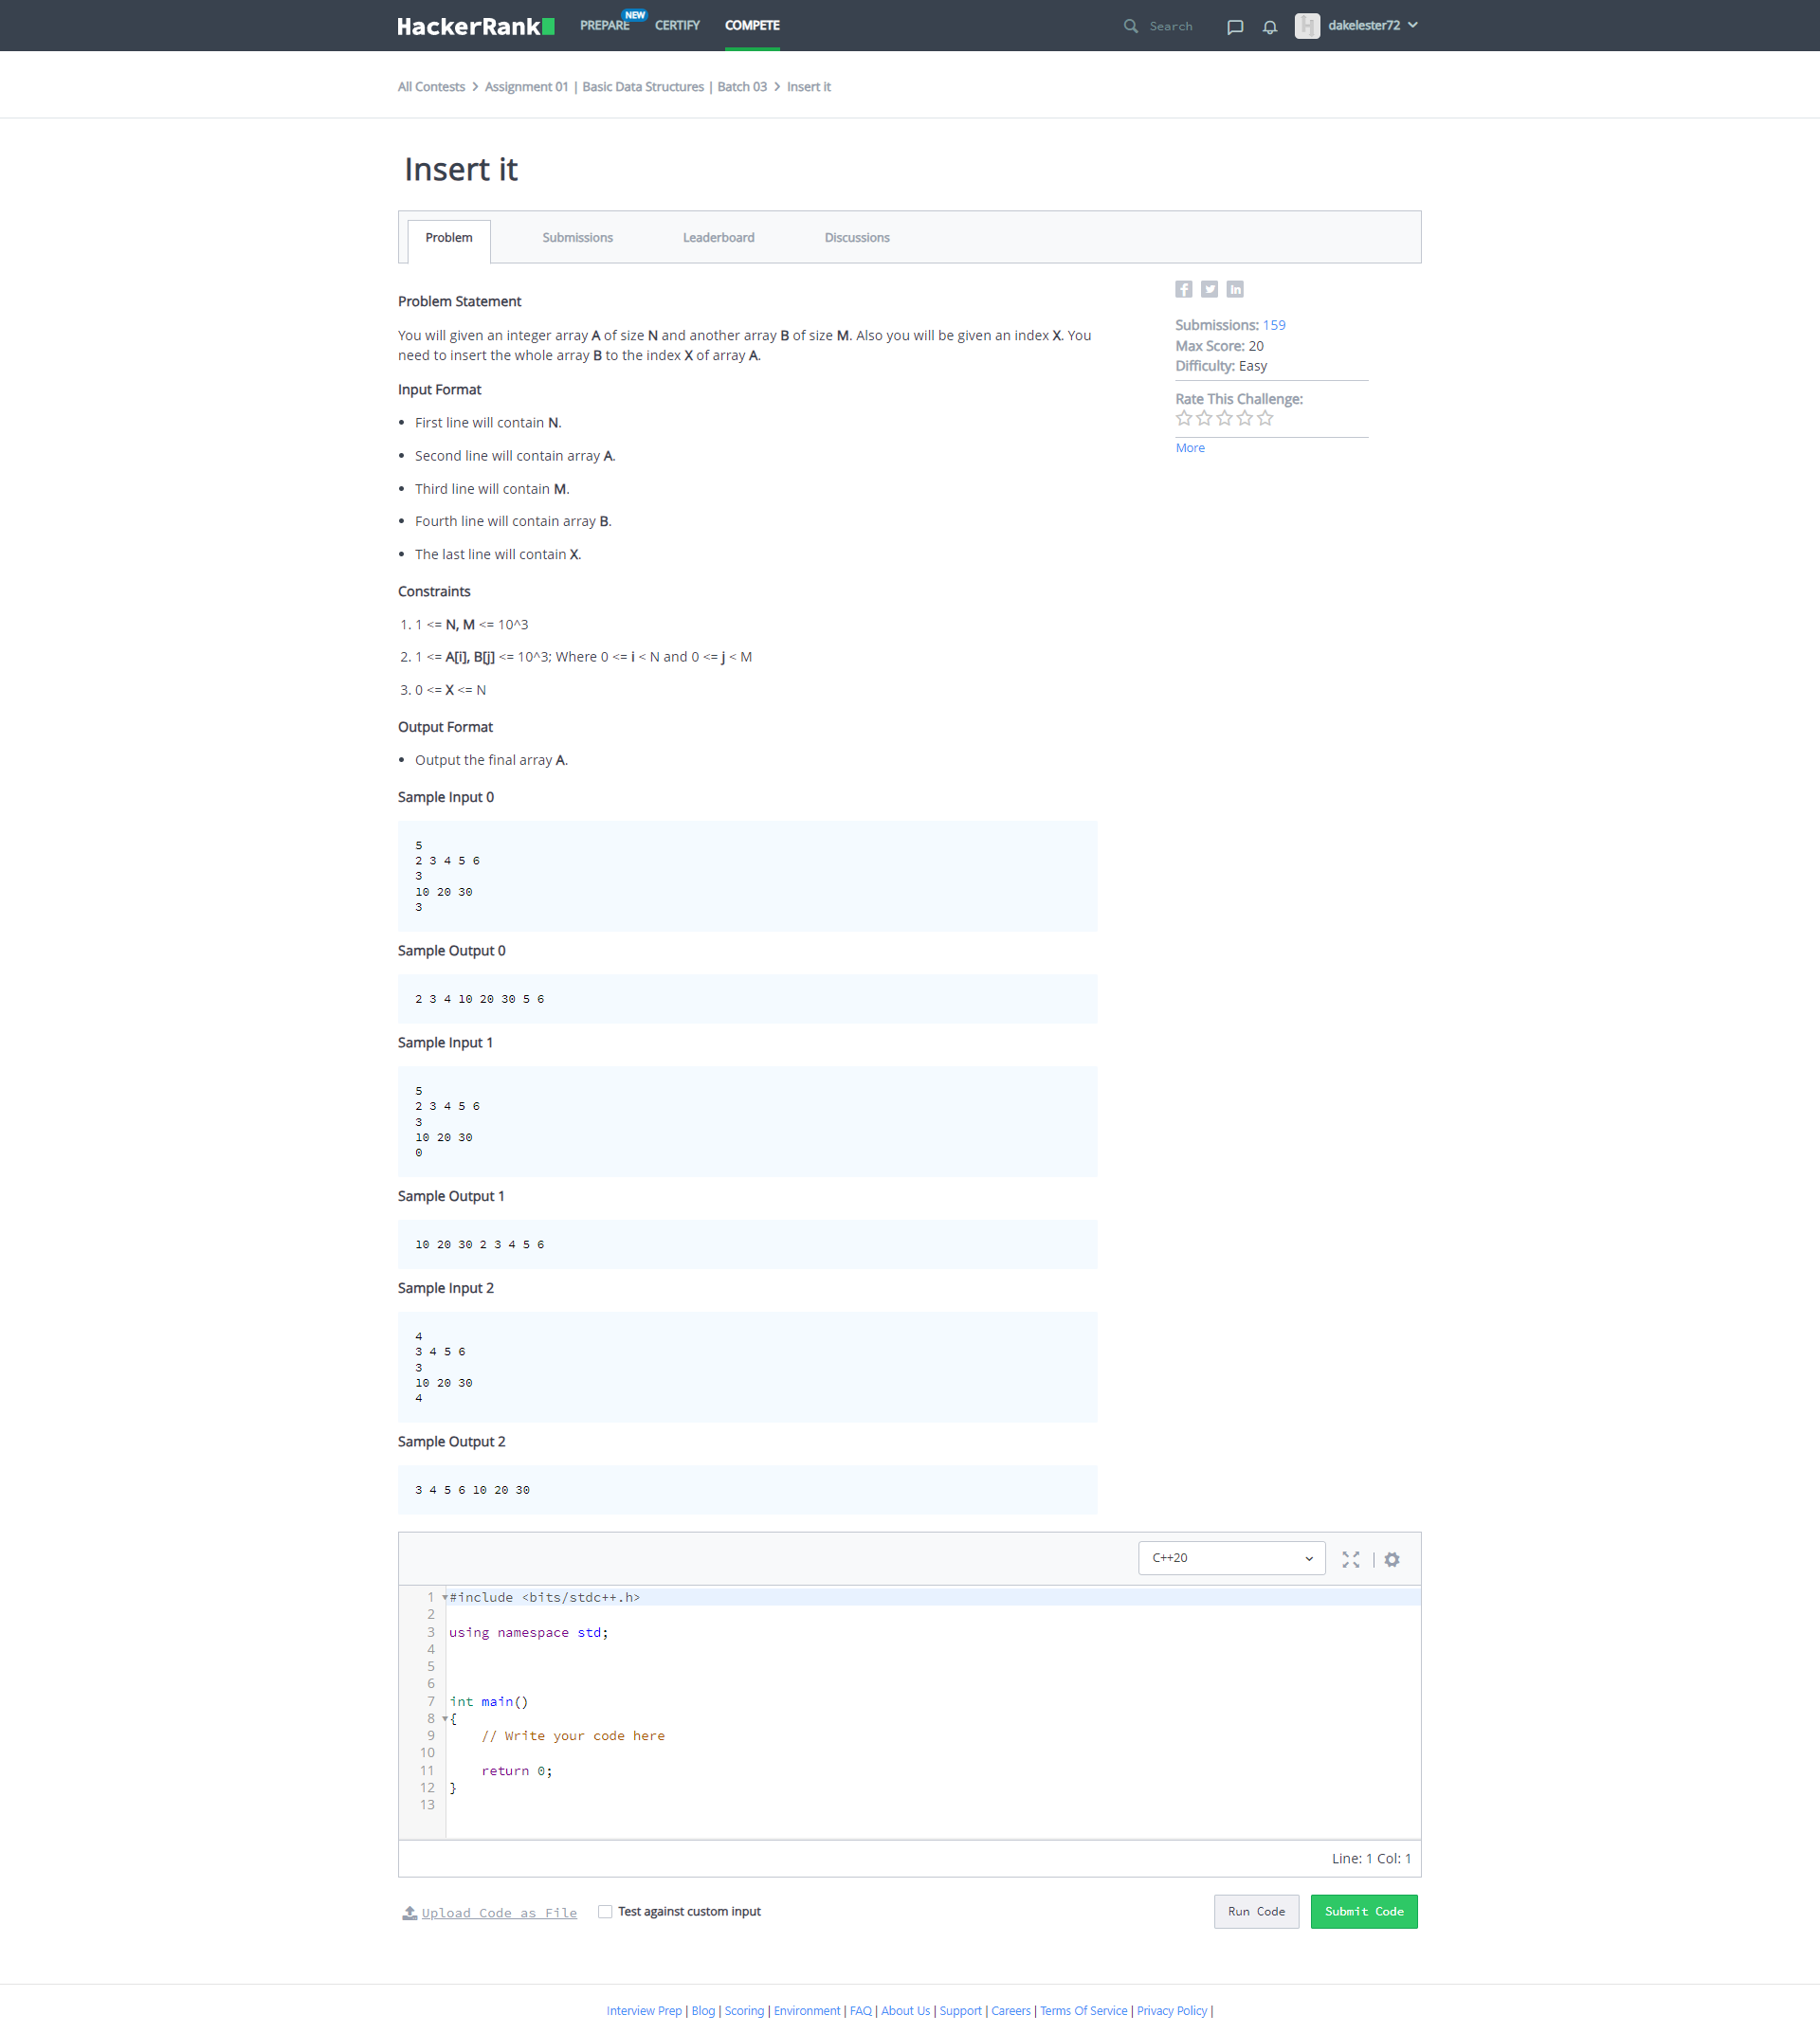 HackerRank PREPARE NEW CERTIFY COMPETE Search dakelester72
All Contests > Assignment 01 | Basic Data Structures | Batch 03 > Insert it
Insert it
Problem Submissions Leaderboard Discussions
Problem Statement
You will given an integer array A of size N and another array B of size M. Also you will be given an index X. You
need to insert the whole array B to the index X of array A.
Input Format
• First line will contain N.
• Second line will contain array A.
• Third line will contain M.
• Fourth line will contain array B.
• The last line will contain X.
Constraints
1. 1 <= N, M <= 10^3
2. 1 <= A[i], B[j] <= 10^3; Where 0 <= i < N and 0 <= j < M
3. 0 <= X <= N
Output Format
• Output the final array A.
Sample Input 0
5
2 3 4 5 6
3
10 20 30
3
Sample Output 0
2 3 4 10 20 30 5 6
Sample Input 1
5
2 3 4 5 6
3
10 20 30
0
Sample Output 1
10 20 30 2 3 4 5 6
Sample Input 2
4
3 4 5 6
3
10 20 30
4
Sample Output 2
3 4 5 6 10 20 30
f in
Submissions: 159
Max Score: 20
Difficulty: Easy
Rate This Challenge:
More
C++20
1 #include <bits/stdc++.h>
2
3 using namespace std;
4
5
6
7 int main()
8 {
9     // Write your code here
10
11     return 0;
12 }
13
Line: 1 Col: 1
Upload Code as File Test against custom input Run Code Submit Code
Interview Prep | Blog | Scoring | Environment | FAQ | About Us | Support | Careers | Terms Of Service | Privacy Policy |